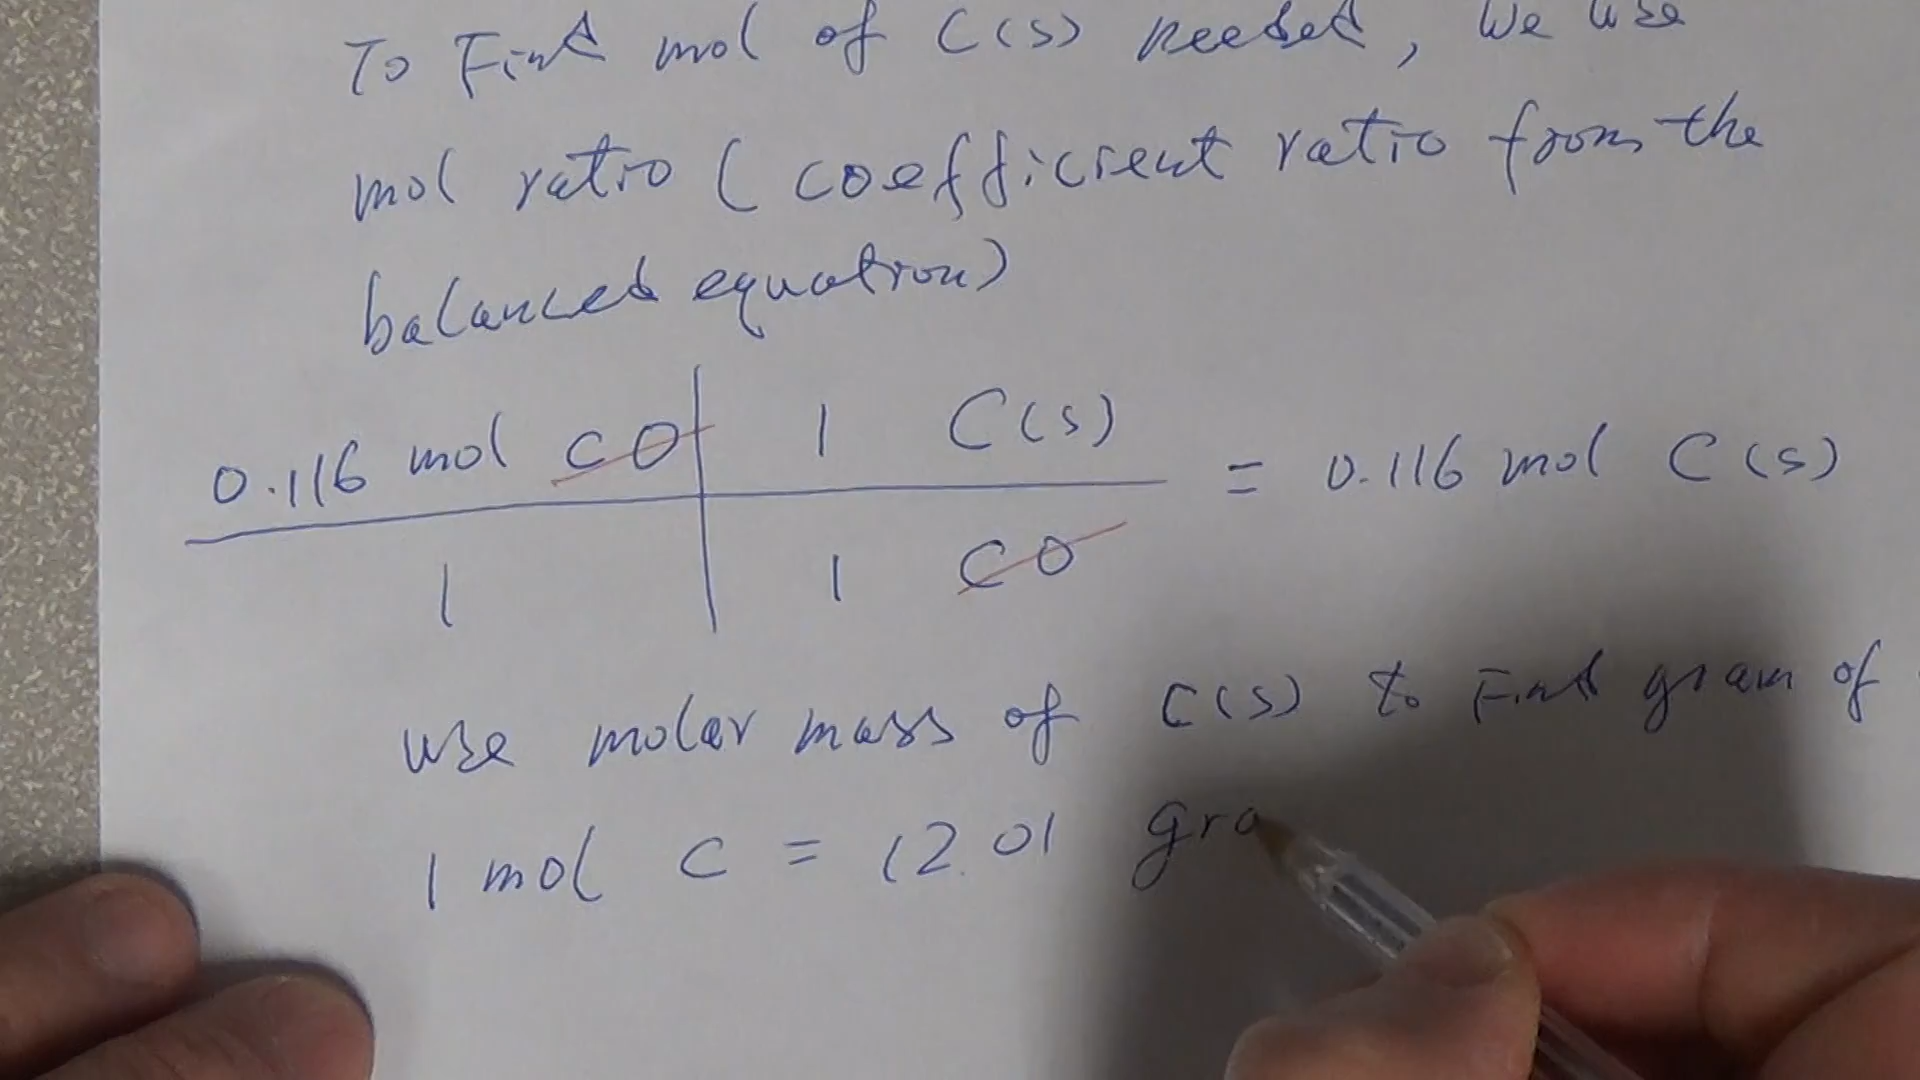 To Find mol of C(s) needed, we use
mol ratio ( coefficient ratio from the
balanced equation)
0.116 mol CO | 1 C(s) = 0.116 mol C(s)
1 | 1 CO
use molar mass of C(s) to Find gram of
1 mol C = 12.01 gra